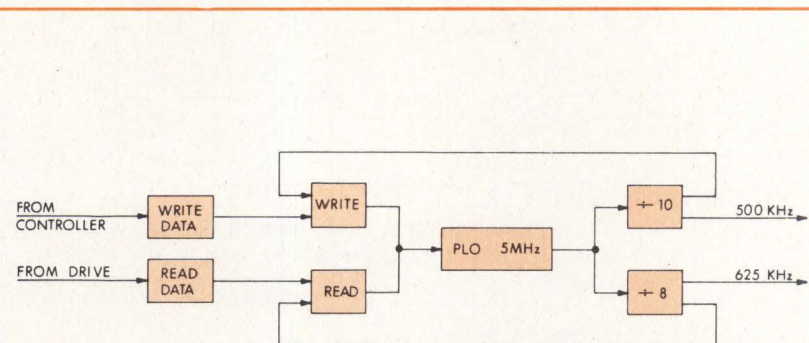 FROM
CONTROLLER
WRITE
DATA
WRITE
÷ 10
500 KHz
PLO 5MHz
FROM DRIVE
READ
DATA
READ
÷ 8
625 KHz